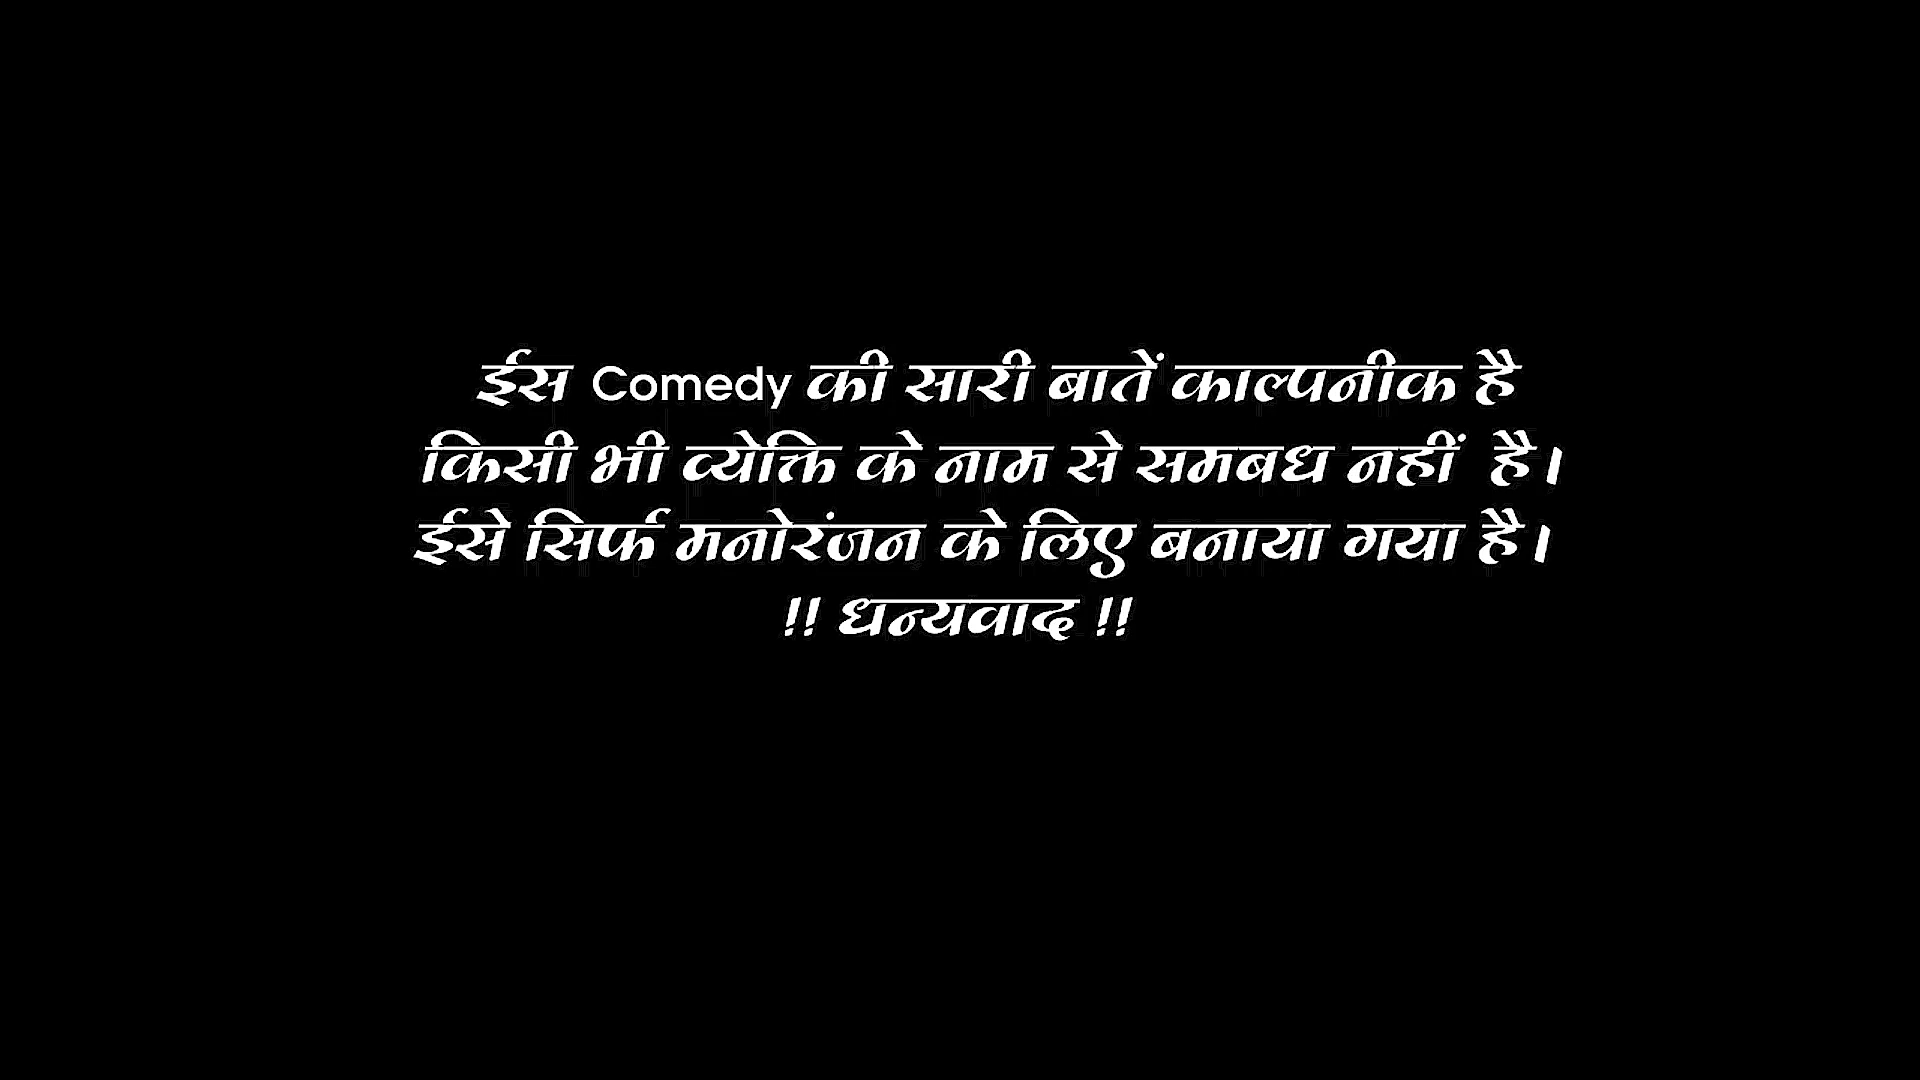 ईस Comedy की सारी बातें काल्पनीक है
किसी भी व्येक्ति के नाम से समबध नहीं है।
ईसे सिर्फ मनोरंजन के लिए बनाया गया है।
!! धन्यवाद !!